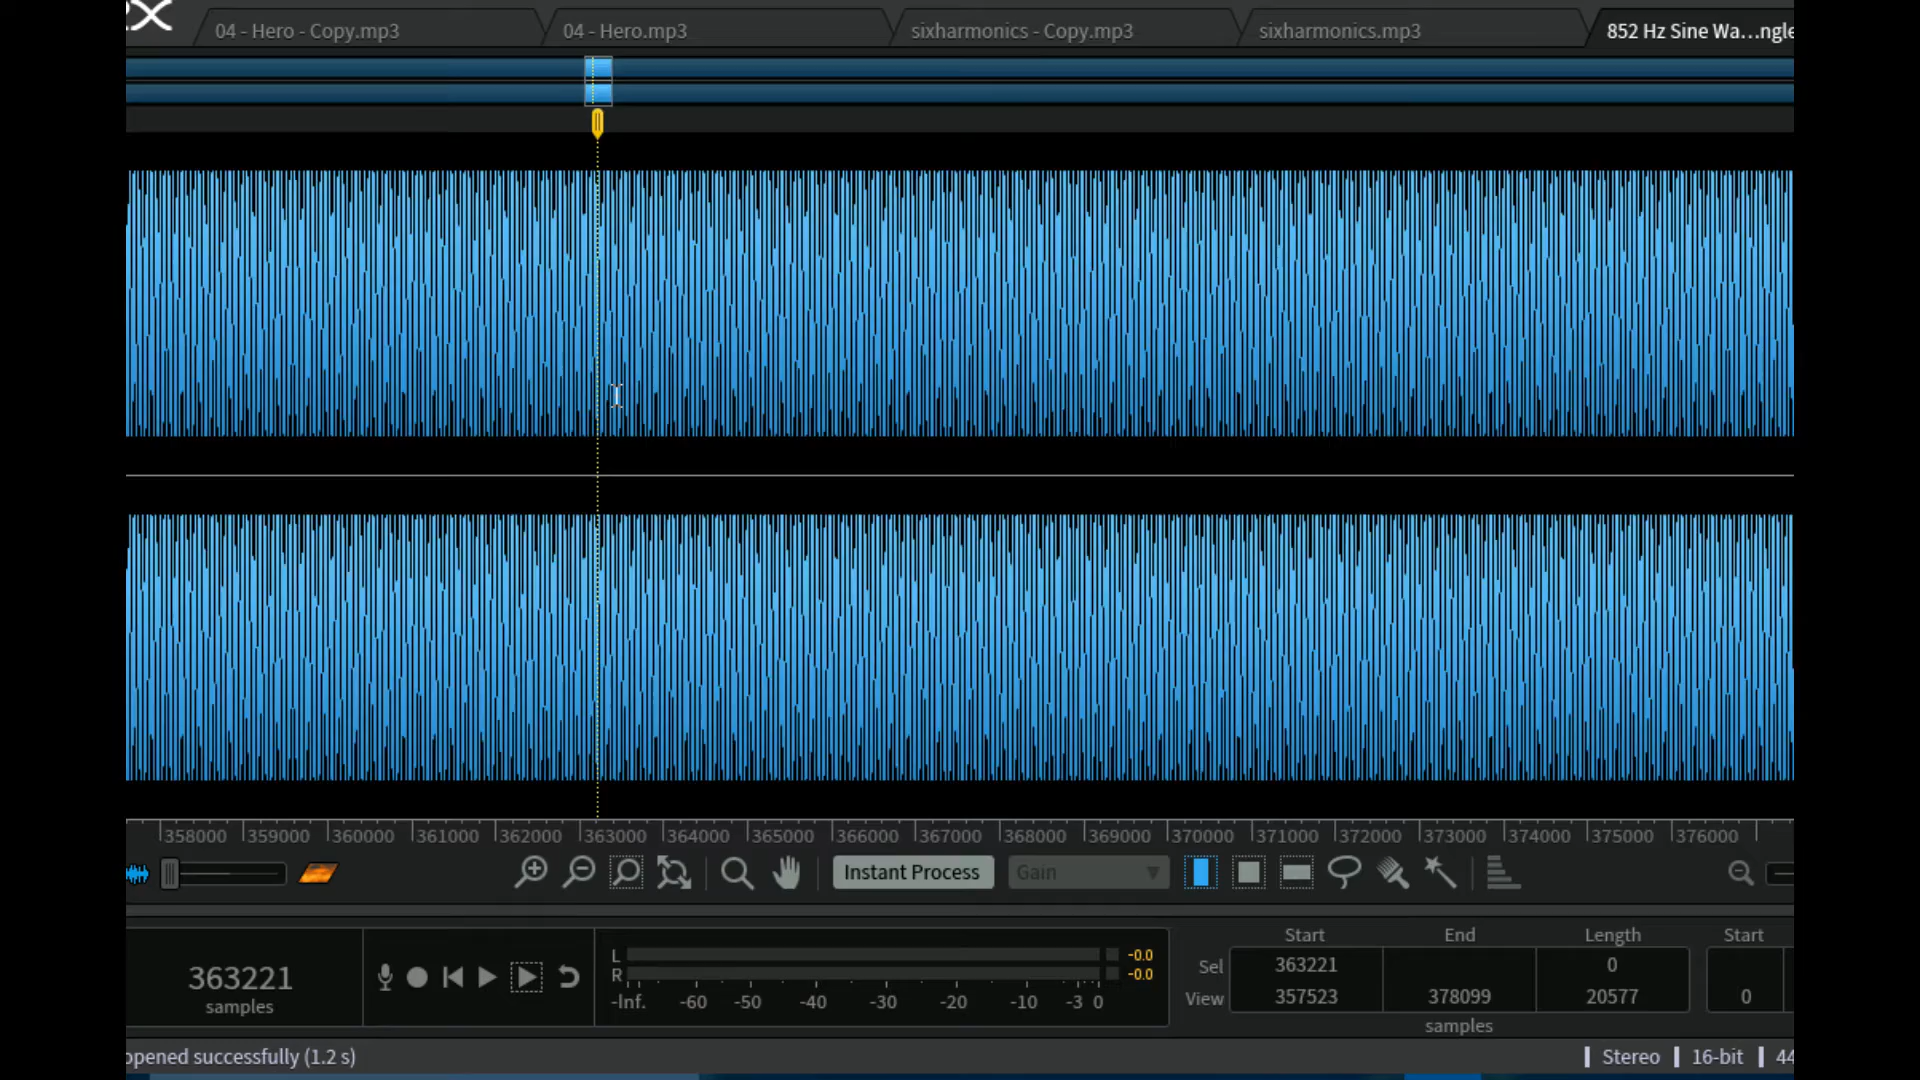 X
04 - Hero - Copy.mp3 04 - Hero.mp3 sixharmonics - Copy.mp3 sixharmonics.mp3 852 Hz Sine Wa...ngle
358000 359000 360000 361000 362000 363000 364000 365000 366000 367000 368000 369000 370000 371000 372000 373000 374000 375000 376000
Instant Process Gain
Start End Length Start
L -0.0
363221 R -0.0 Sel 363221 0
samples -Inf. -60 -50 -40 -30 -20 -10 -3 0 View 357523 378099 20577 0
samples
opened successfully (1.2 s) Stereo 16-bit 44